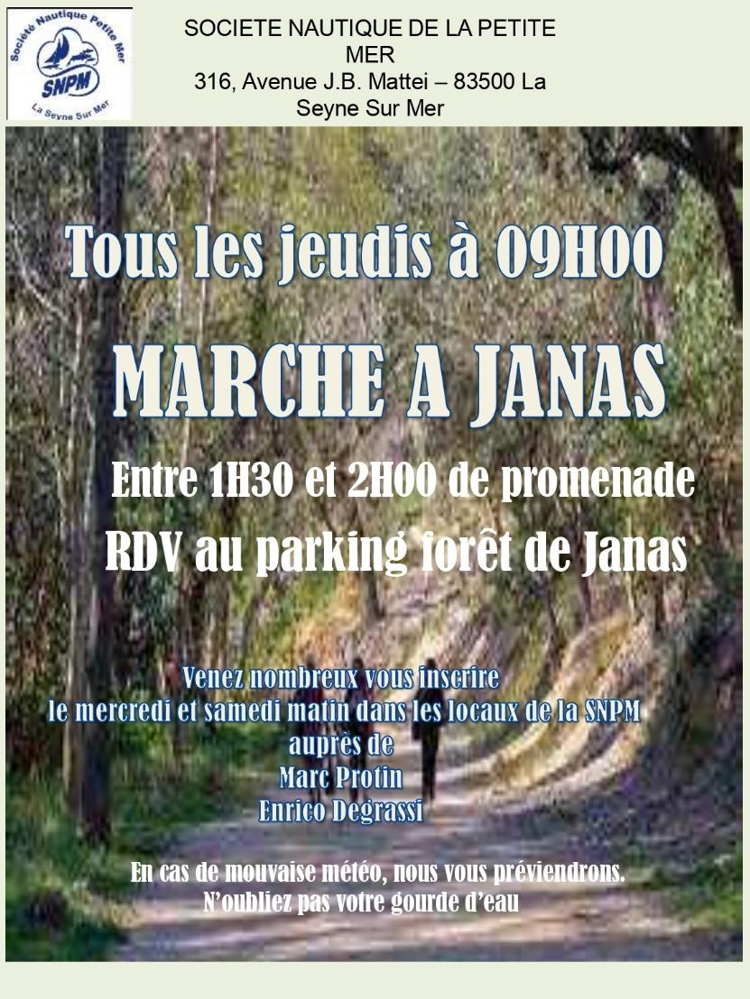 Société Nautique Petite Mer
SNPM
La Seyne Sur Mer
SOCIETE NAUTIQUE DE LA PETITE
MER
316, Avenue J.B. Mattei – 83500 La
Seyne Sur Mer
Tous les jeudis à 09H00
MARCHE A JANAS
Entre 1H30 et 2H00 de promenade
RDV au parking forêt de Janas
Venez nombreux vous inscrire
le mercredi et samedi matin dans les locaux de la SNPM
auprès de
Marc Protin
Enrico Degrassi
En cas de mouvaise météo, nous vous préviendrons.
N’oubliez pas votre gourde d’eau